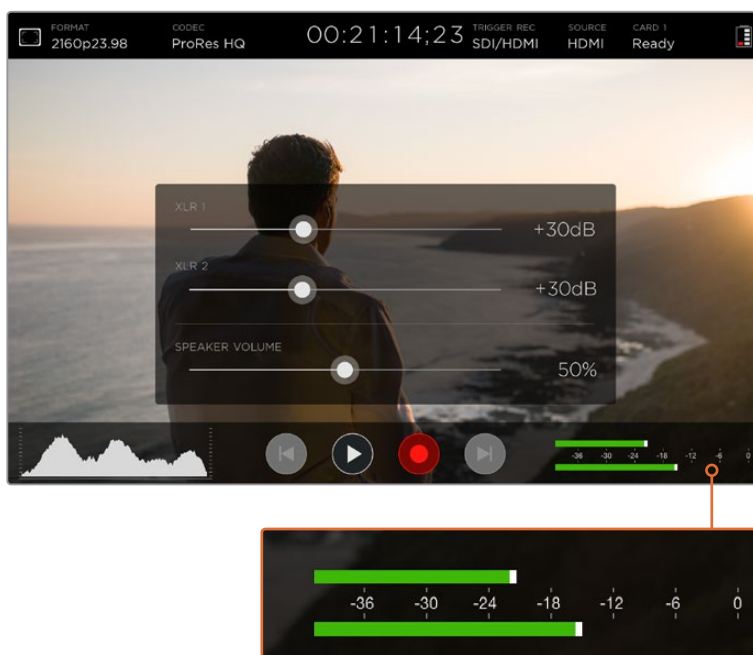 FORMAT
2160p23.98
CODEC
ProRes HQ
00:21:14;23
TRIGGER REC
SDI/HDMI
SOURCE
HDMI
CARD 1
Ready
XLR 1
+30dB
XLR 2
+30dB
SPEAKER VOLUME
50%
-36 -30 -24 -18 -12 -6 0
-36 -30 -24 -18 -12 -6 0